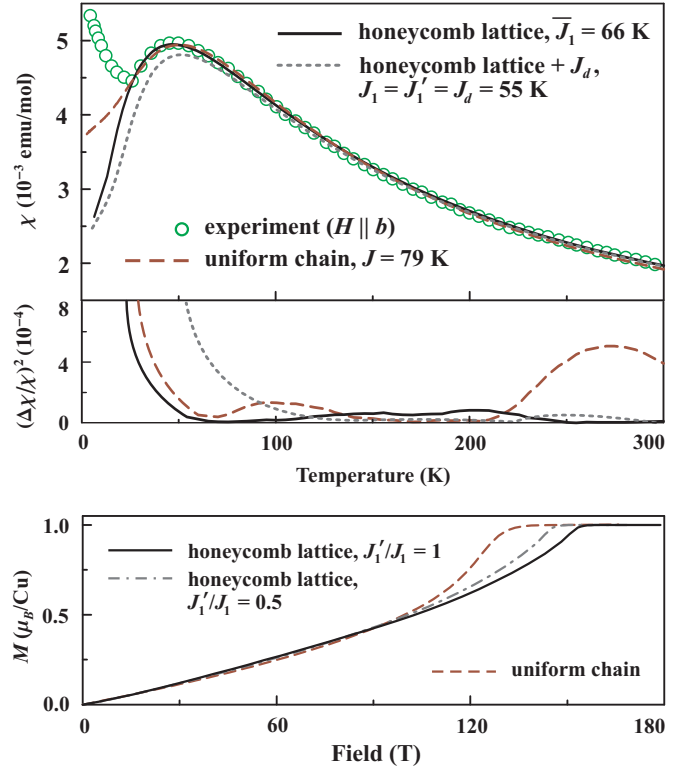 honeycomb lattice, J̅₁ = 66 K
honeycomb lattice + J_d,
J₁ = J₁′ = J_d = 55 K
χ (10⁻³ emu/mol)
5
4
3
2
experiment (H || b)
uniform chain, J = 79 K
(Δχ/χ)² (10⁻⁴)
8
4
0
0
100
200
300
Temperature (K)
M (μ_B/Cu)
1.0
0.5
0.0
honeycomb lattice, J₁′/J₁ = 1
honeycomb lattice,
J₁′/J₁ = 0.5
uniform chain
0
60
120
180
Field (T)